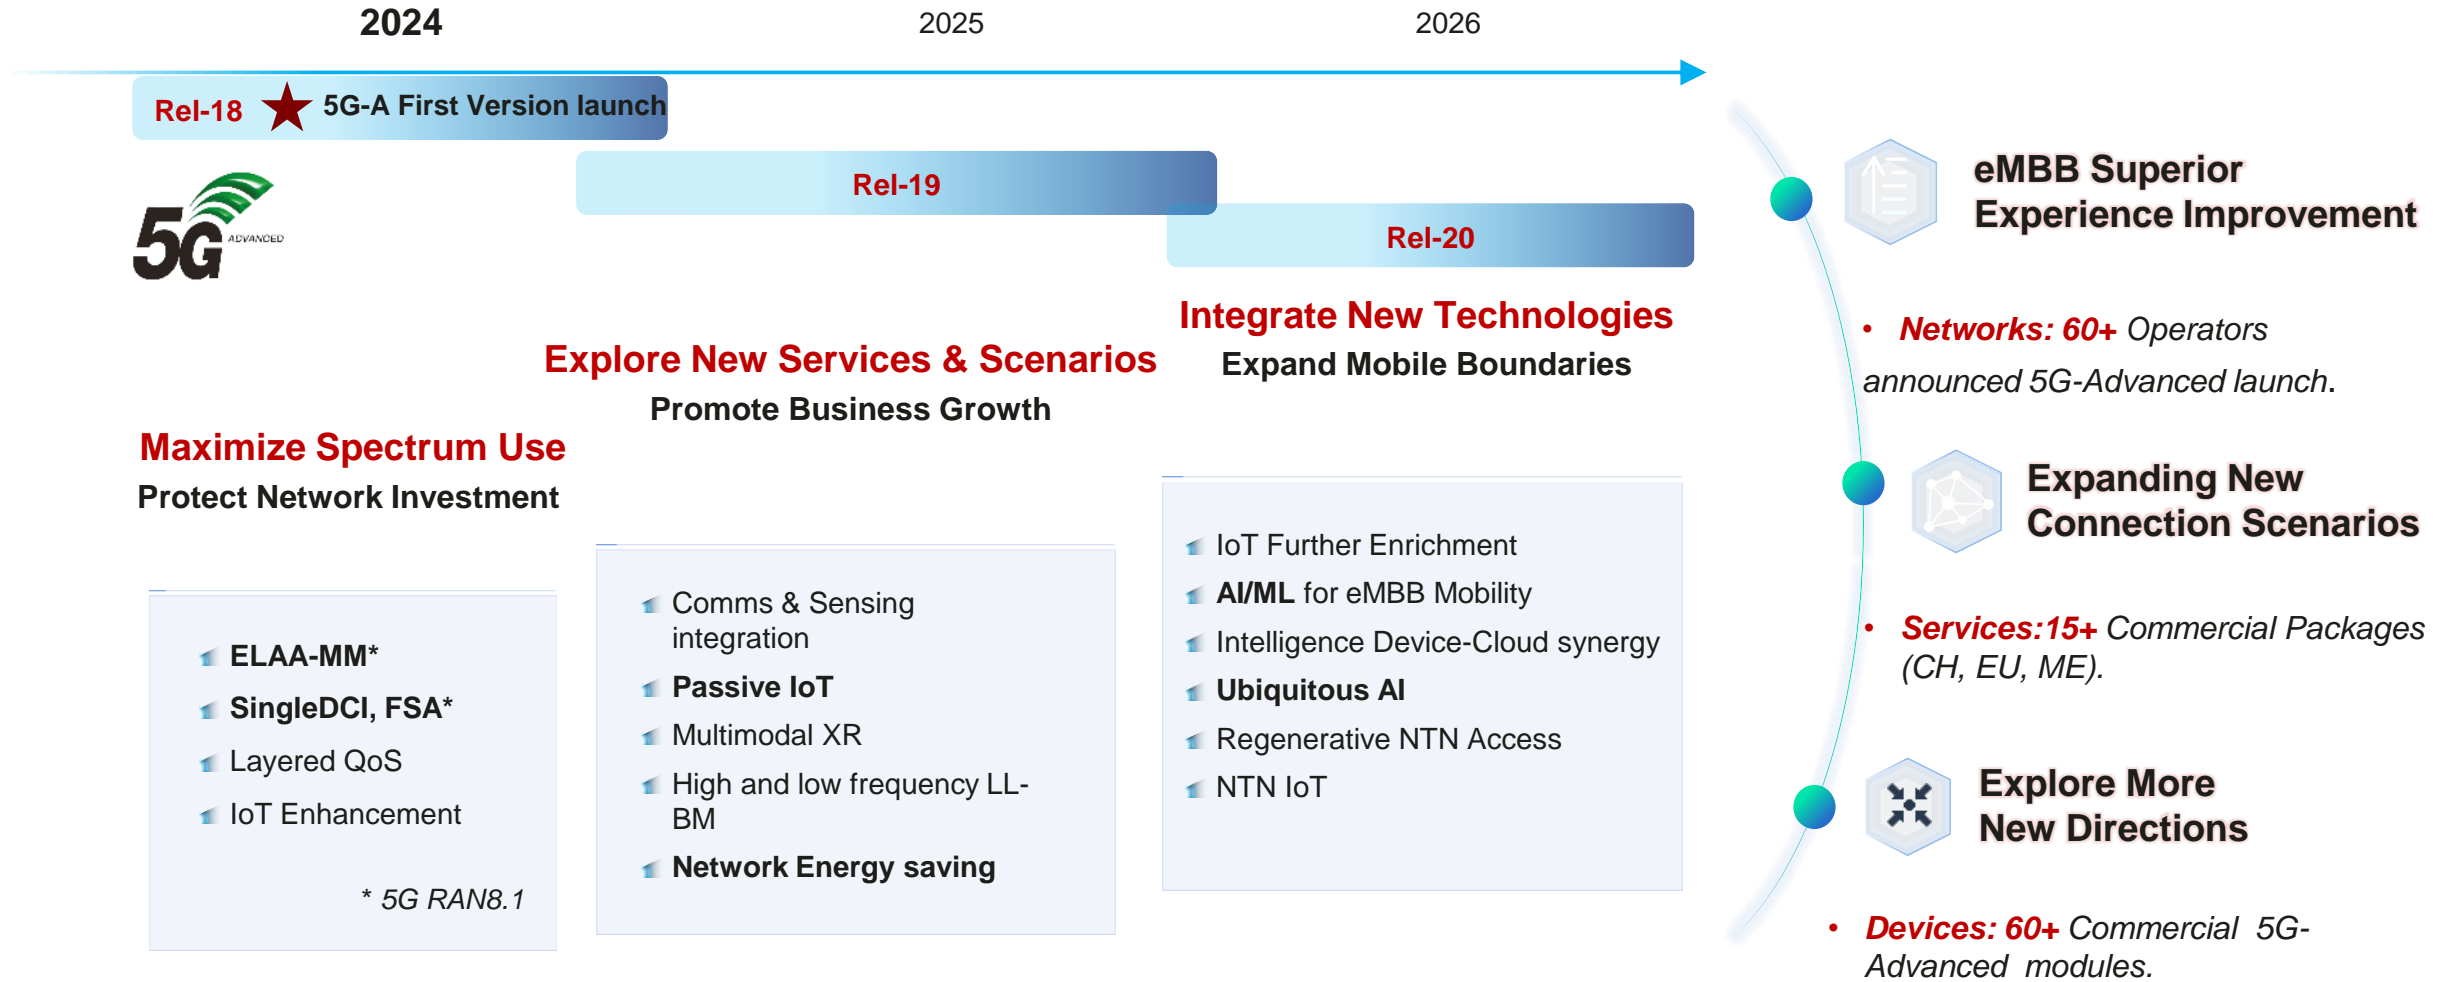 2024
2025
2026
Rel-18
5G-A First Version launch
Rel-19
Rel-20
5G ADVANCED
Maximize Spectrum Use
Protect Network Investment
ELAA-MM*
SingleDCI, FSA*
Layered QoS
IoT Enhancement
* 5G RAN8.1
Explore New Services & Scenarios
Promote Business Growth
Comms & Sensing
integration
Passive IoT
Multimodal XR
High and low frequency LL-
BM
Network Energy saving
Integrate New Technologies
Expand Mobile Boundaries
IoT Further Enrichment
AI/ML for eMBB Mobility
Intelligence Device-Cloud synergy
Ubiquitous AI
Regenerative NTN Access
NTN IoT
eMBB Superior
Experience Improvement
• Networks: 60+ Operators
announced 5G-Advanced launch.
Expanding New
Connection Scenarios
• Services:15+ Commercial Packages
(CH, EU, ME).
Explore More
New Directions
• Devices: 60+ Commercial 5G-
Advanced modules.